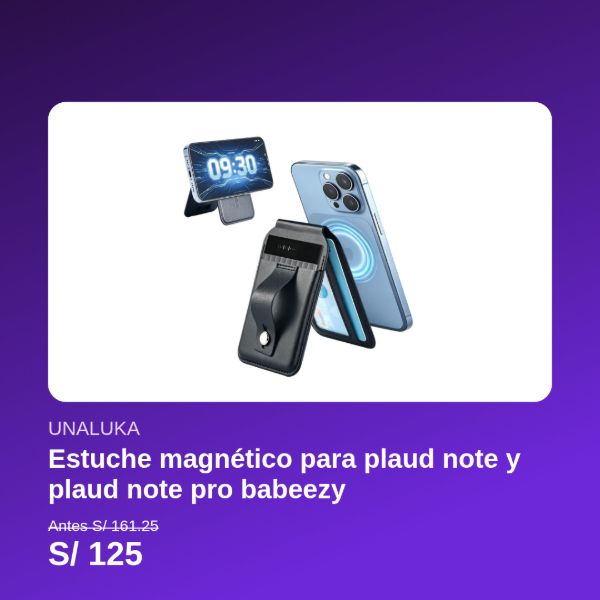 09:30
UNALUKA
Estuche magnético para plaud note y
plaud note pro babeezy
Antes S/ 161.25
S/ 125